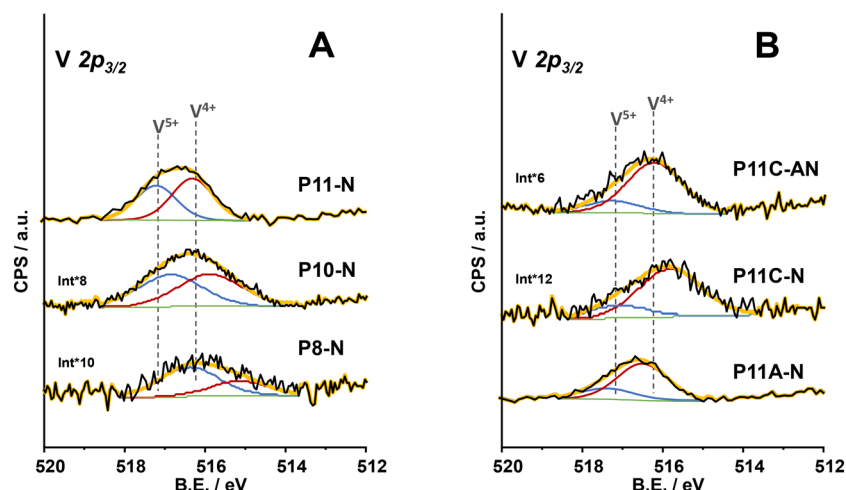 A
V 2p3/2
V5+
V4+
P11-N
Int*8
P10-N
Int*10
P8-N
CPS / a.u.
520 518 516 514 512
B.E. / eV
B
V 2p3/2
V5+
V4+
Int*6
P11C-AN
Int*12
P11C-N
P11A-N
CPS / a.u.
520 518 516 514 512
B.E. / eV